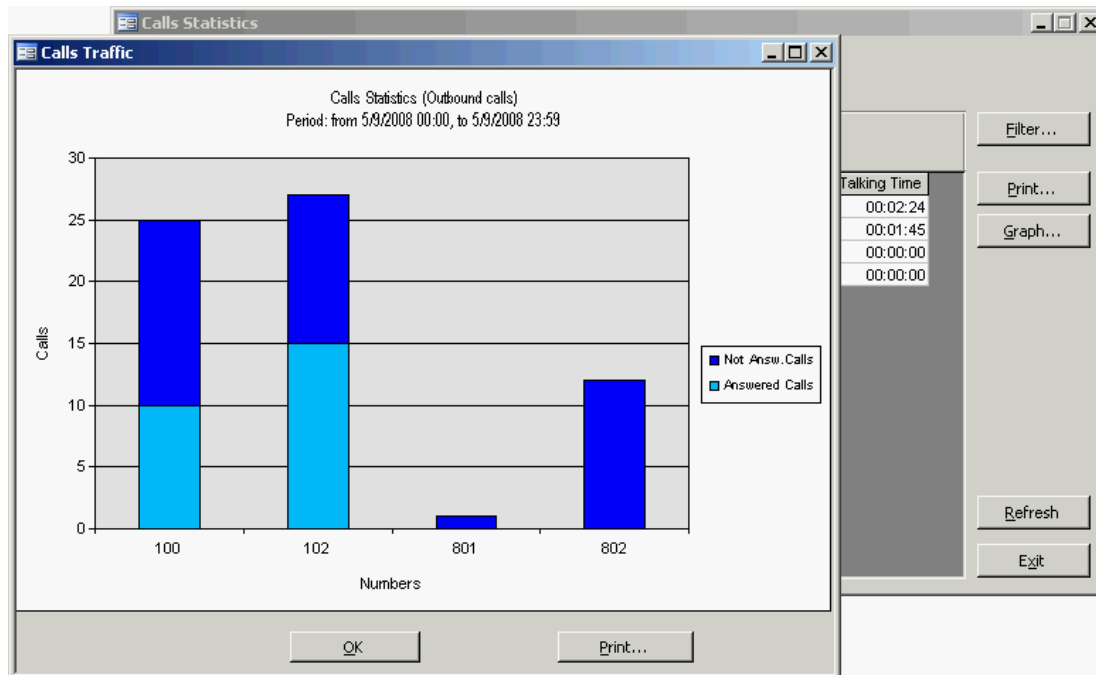 Calls Statistics
Calls Traffic
Calls Statistics (Outbound calls)
Period: from 5/9/2008 00:00, to 5/9/2008 23:59
30
25
20
15
10
5
0
Calls
100 102 801 802
Numbers
Not Answ.Calls
Answered Calls
OK
Print...
Talking Time
00:02:24
00:01:45
00:00:00
00:00:00
Filter...
Print...
Graph...
Refresh
Exit